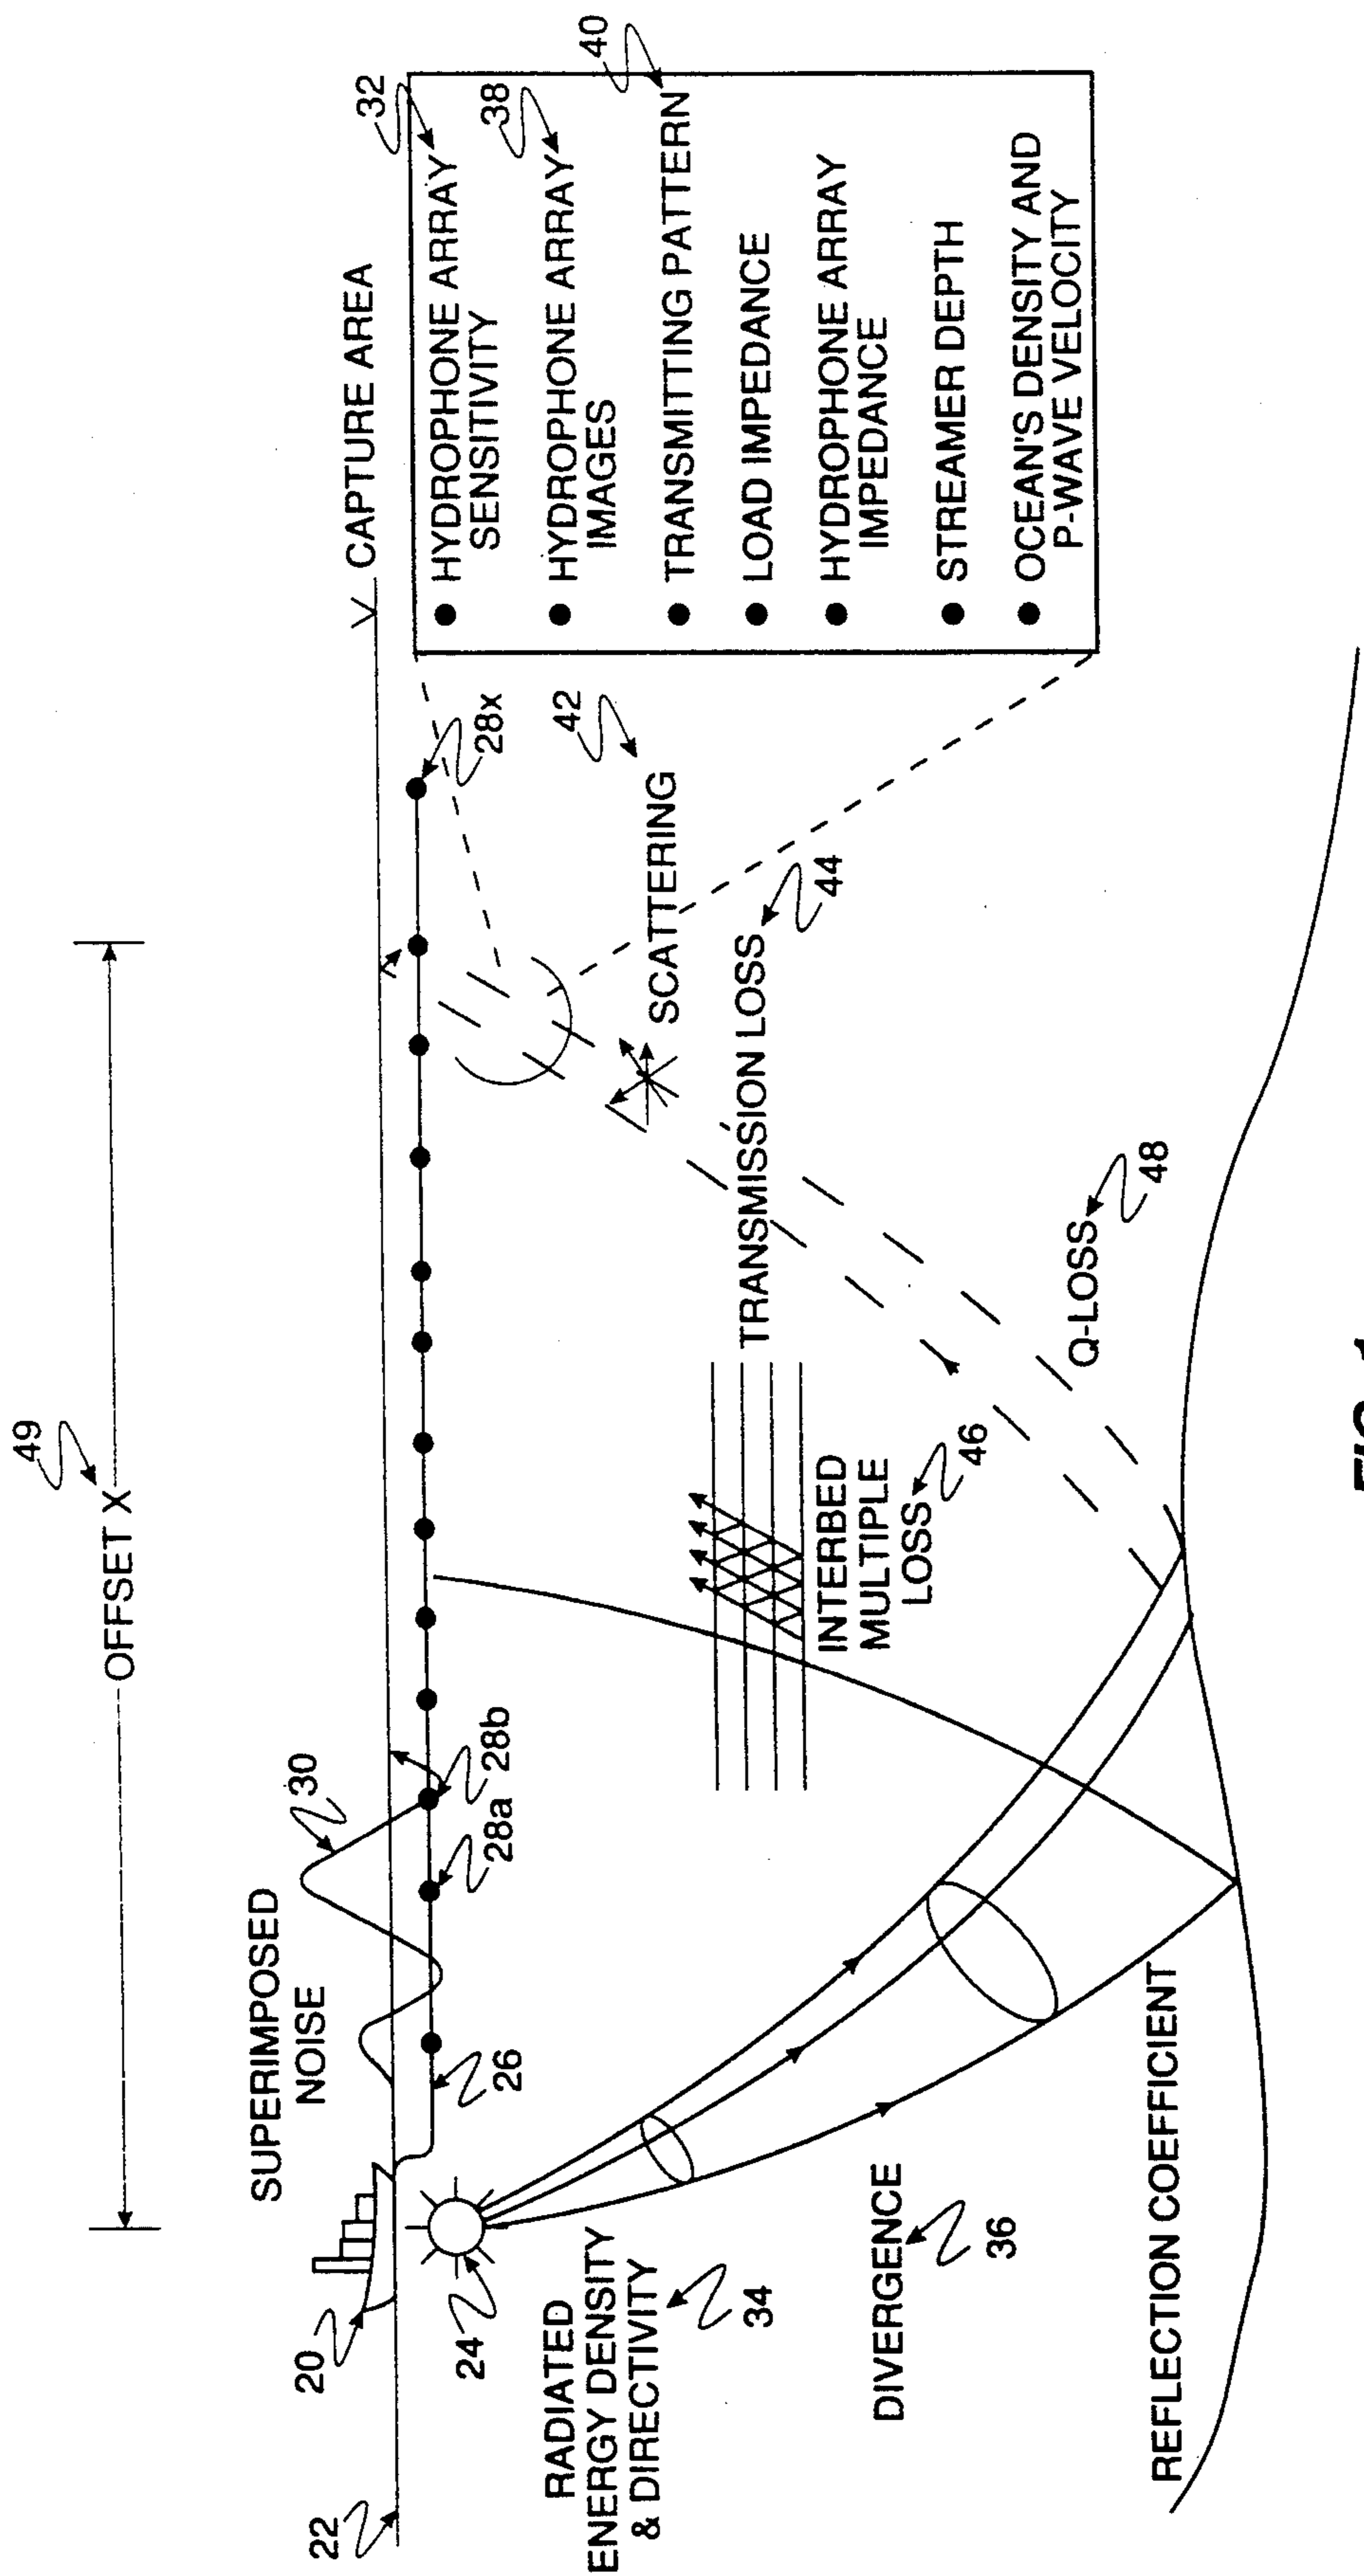 49
OFFSET X
SUPERIMPOSED
NOISE
30
CAPTURE AREA
20
22
24
26
28a
28b
28x
RADIATED
ENERGY DENSITY
& DIRECTIVITY
34
DIVERGENCE
36
REFLECTION COEFFICIENT
INTERBED
MULTIPLE
LOSS
46
TRANSMISSION LOSS
44
SCATTERING
42
Q-LOSS
48
32
38
40
● HYDROPHONE ARRAY
SENSITIVITY
● HYDROPHONE ARRAY
IMAGES
● TRANSMITTING PATTERN
● LOAD IMPEDANCE
● HYDROPHONE ARRAY
IMPEDANCE
● STREAMER DEPTH
● OCEAN'S DENSITY AND
P-WAVE VELOCITY